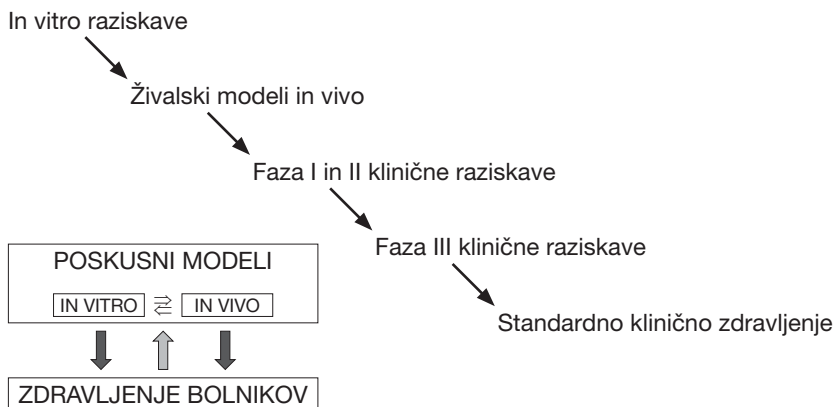 In vitro raziskave
Živalski modeli in vivo
Faza I in II klinične raziskave
Faza III klinične raziskave
Standardno klinično zdravljenje
POSKUSNI MODELI
IN VITRO ⇄ IN VIVO
ZDRAVLJENJE BOLNIKOV